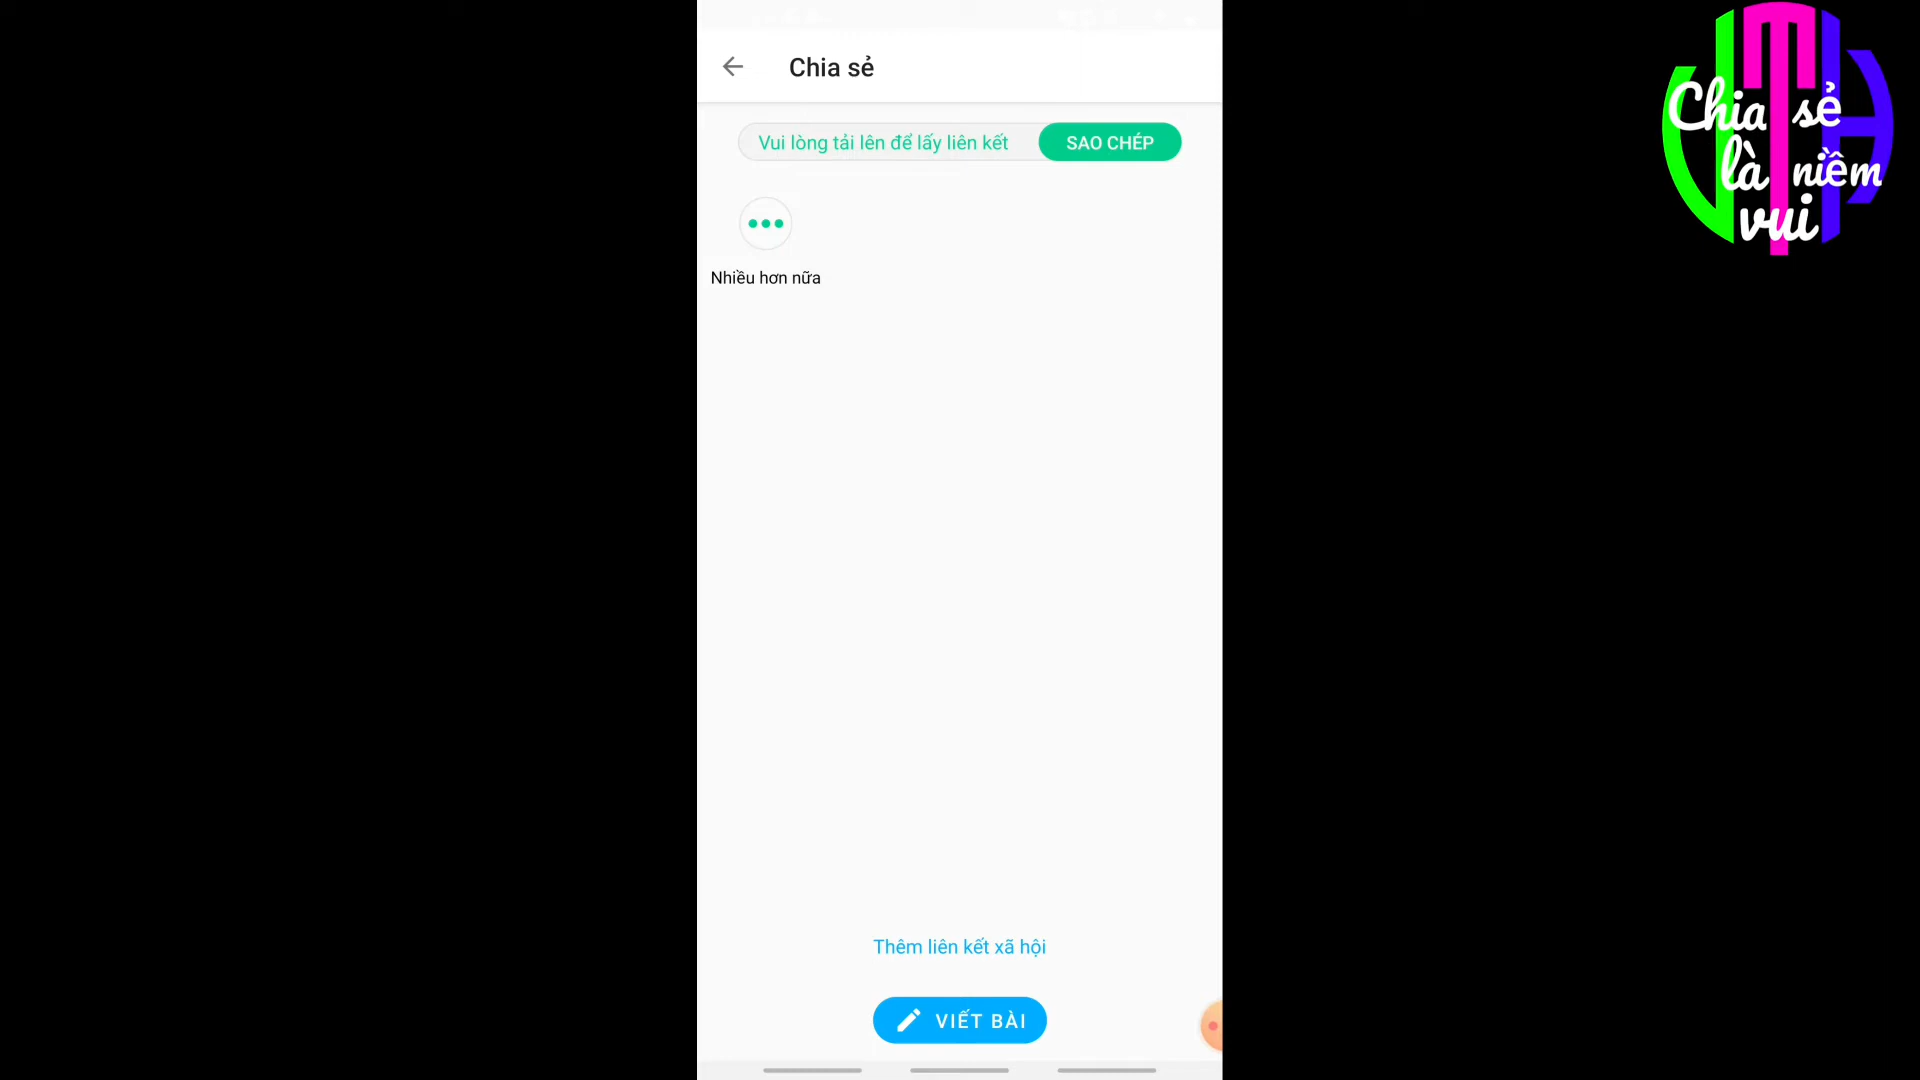 Chia sẻ
Vui lòng tải lên để lấy liên kết
SAO CHÉP
Nhiều hơn nữa
Thêm liên kết xã hội
VIẾT BÀI
Chia sẻ
là niềm
vui